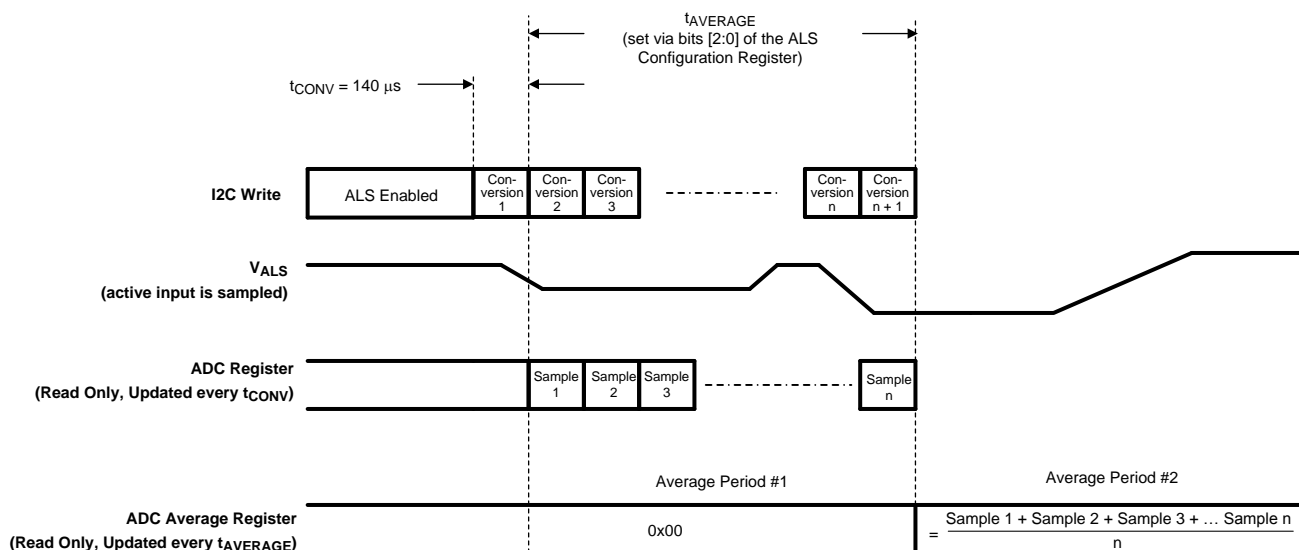 tAVERAGE
(set via bits [2:0] of the ALS
Configuration Register)
tCONV = 140 μs
I2C Write
ALS Enabled
Con-
version
1
Con-
version
2
Con-
version
3
Con-
version
n
Con-
version
n + 1
VALS
(active input is sampled)
ADC Register
(Read Only, Updated every tCONV)
Sample
1
Sample
2
Sample
3
Sample
n
Average Period #1
Average Period #2
ADC Average Register
(Read Only, Updated every tAVERAGE)
0x00
= Sample 1 + Sample 2 + Sample 3 + … Sample n
n